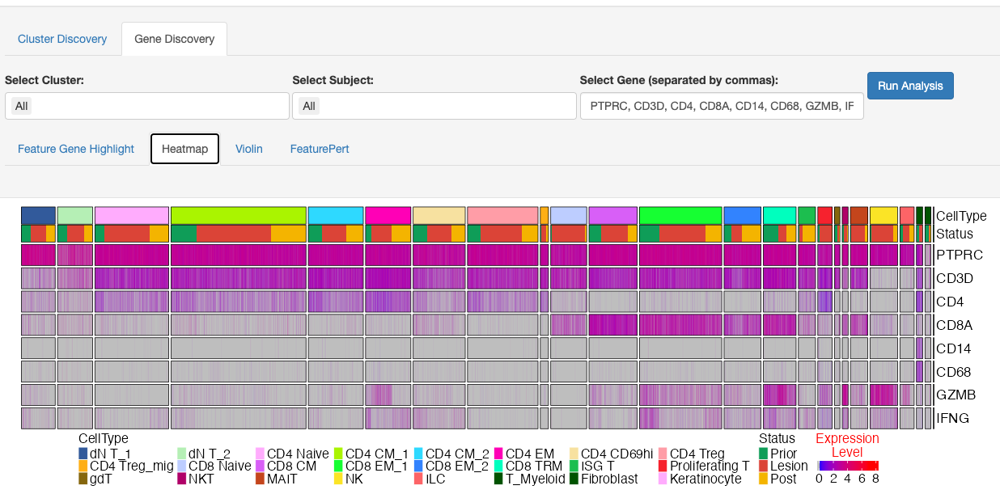 Cluster Discovery Gene Discovery
Select Cluster: Select Subject: Select Gene (separated by commas):
All All PTPRC, CD3D, CD4, CD8A, CD14, CD68, GZMB, IF Run Analysis
Feature Gene Highlight Heatmap Violin FeaturePert
CellType
Status
PTPRC
CD3D
CD4
CD8A
CD14
CD68
GZMB
IFNG
CellType Status Expression Level
dN T_1 dN T_2 CD4 Naive CD4 CM_1 CD4 CM_2 CD4 EM CD4 CD69hi CD4 Treg Prior
CD4 Treg_mig CD8 Naive CD8 CM CD8 EM_1 CD8 EM_2 CD8 TRM ISG T Proliferating T Lesion
gdT NKT MAIT NK ILC T_Myeloid Fibroblast Keratinocyte Post 0 2 4 6 8